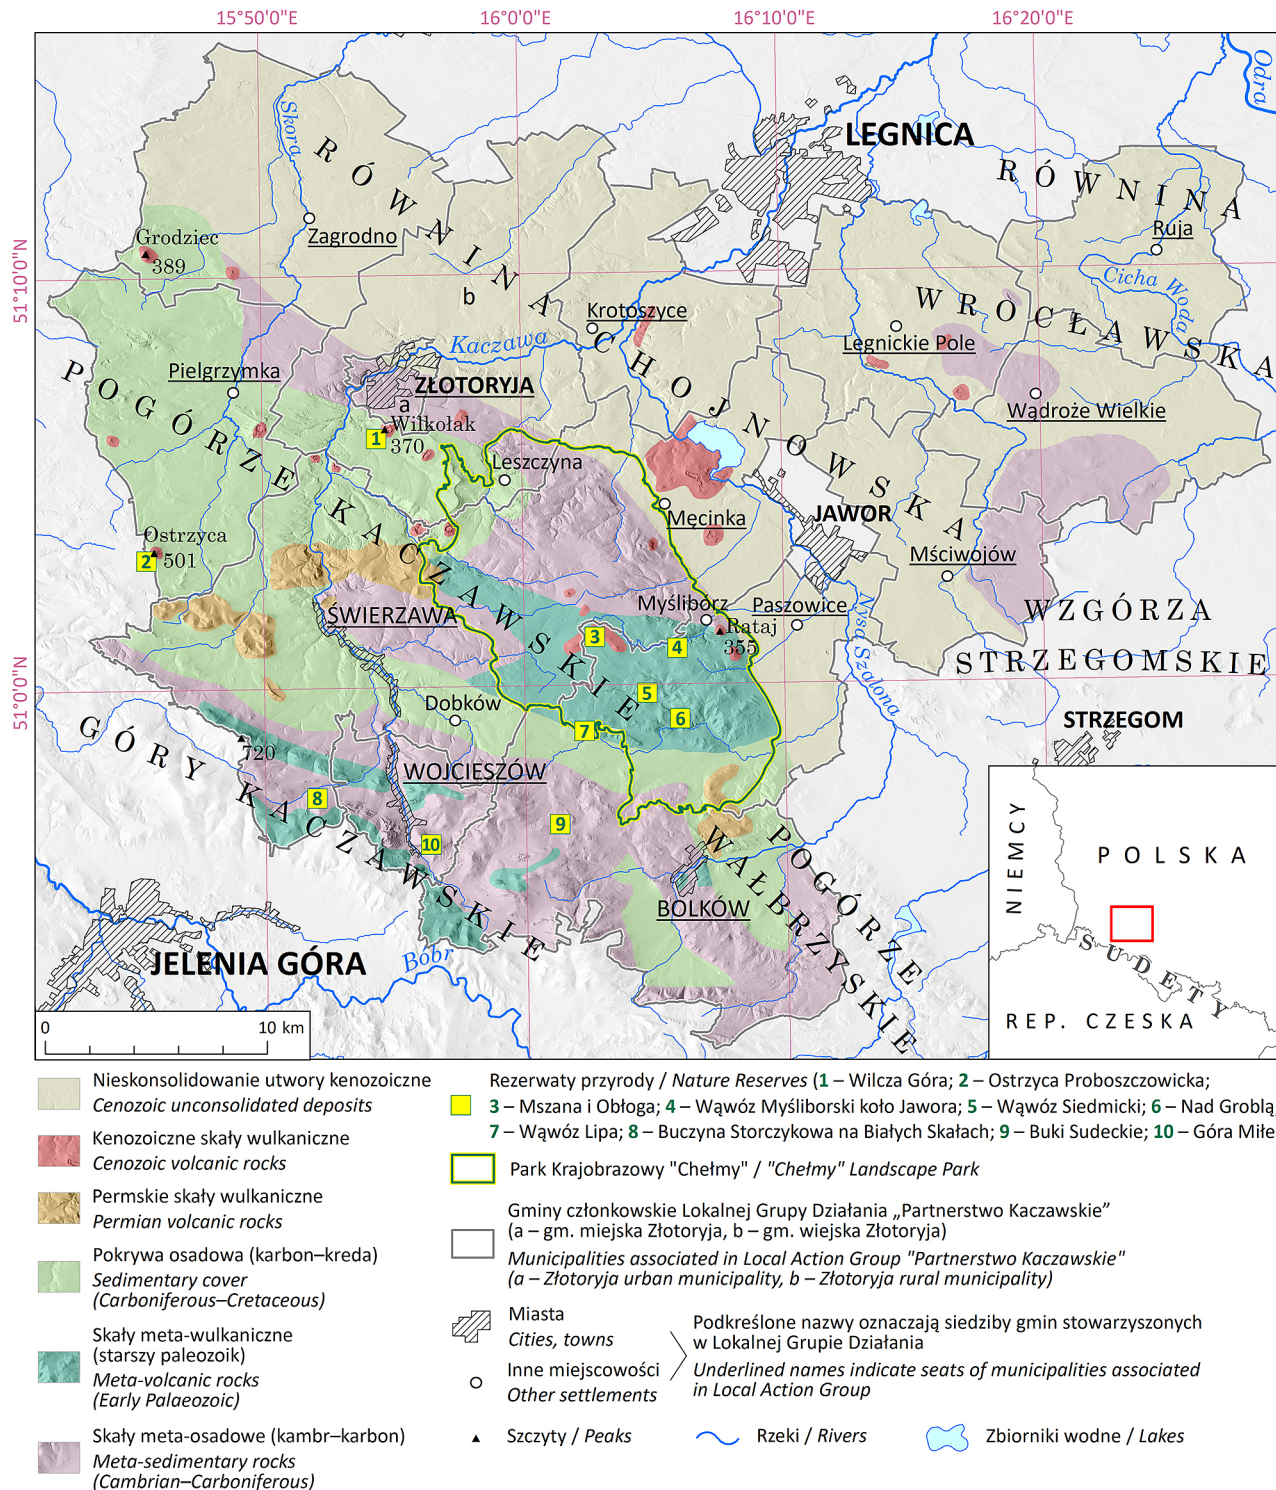 15°50'0"E
16°0'0"E
16°10'0"E
16°20'0"E
51°10'0"N
51°0'0"N
Odra
LEGNICA
Skora
RÓWNINA CHOJNOWSKA
RÓWNINA WROCŁAWSKA
Zagrodno
Ruja
Grodziec
389
Cicha Woda
b
Krotoszyce
Legnickie Pole
Kaczawa
Pielgrzymka
ZŁOTORYJA
a
Wądroże Wielkie
POGÓRZE KACZAWSKIE
1
Wilkołak
370
Leszczyna
Męcinka
JAWOR
Ostrzyca
2
501
Mściwojów
Myślibórz
Paszowice
ŚWIERZAWA
Rataj
355
3
4
WZGÓRZA
STRZEGOMSKIE
Nysa Szalona
5
6
7
Dobków
GÓRY KACZAWSKIE
720
STRZEGOM
WOJCIESZÓW
8
9
10
POGÓRZE
WAŁBRZYSKIE
BOLKÓW
JELENIA GÓRA
Bóbr
NIEMCY
POLSKA
SUDETY
REP. CZESKA
0
10 km
Nieskonsolidowanie utwory kenozoiczne
Cenozoic unconsolidated deposits
Kenozoiczne skały wulkaniczne
Cenozoic volcanic rocks
Permskie skały wulkaniczne
Permian volcanic rocks
Pokrywa osadowa (karbon–kreda)
Sedimentary cover
(Carboniferous–Cretaceous)
Skały meta-wulkaniczne
(starszy paleozoik)
Meta-volcanic rocks
(Early Palaeozoic)
Skały meta-osadowe (kambr–karbon)
Meta-sedimentary rocks
(Cambrian–Carboniferous)
Rezerwaty przyrody / Nature Reserves (1 – Wilcza Góra; 2 – Ostrzyca Proboszczowicka;
3 – Mszana i Obłoga; 4 – Wąwóz Myśliborski koło Jawora; 5 – Wąwóz Siedmicki; 6 – Nad Groblą
7 – Wąwóz Lipa; 8 – Buczyna Storczykowa na Białych Skałach; 9 – Buki Sudeckie; 10 – Góra Miłe
Park Krajobrazowy "Chełmy" / "Chełmy" Landscape Park
Gminy członkowskie Lokalnej Grupy Działania „Partnerstwo Kaczawskie”
(a – gm. miejska Złotoryja, b – gm. wiejska Złotoryja)
Municipalities associated in Local Action Group "Partnerstwo Kaczawskie"
(a – Złotoryja urban municipality, b – Złotoryja rural municipality)
Miasta
Cities, towns
Inne miejscowości
Other settlements
Podkreślone nazwy oznaczają siedziby gmin stowarzyszonych
w Lokalnej Grupie Działania
Underlined names indicate seats of municipalities associated
in Local Action Group
Szczyty / Peaks
Rzeki / Rivers
Zbiorniki wodne / Lakes